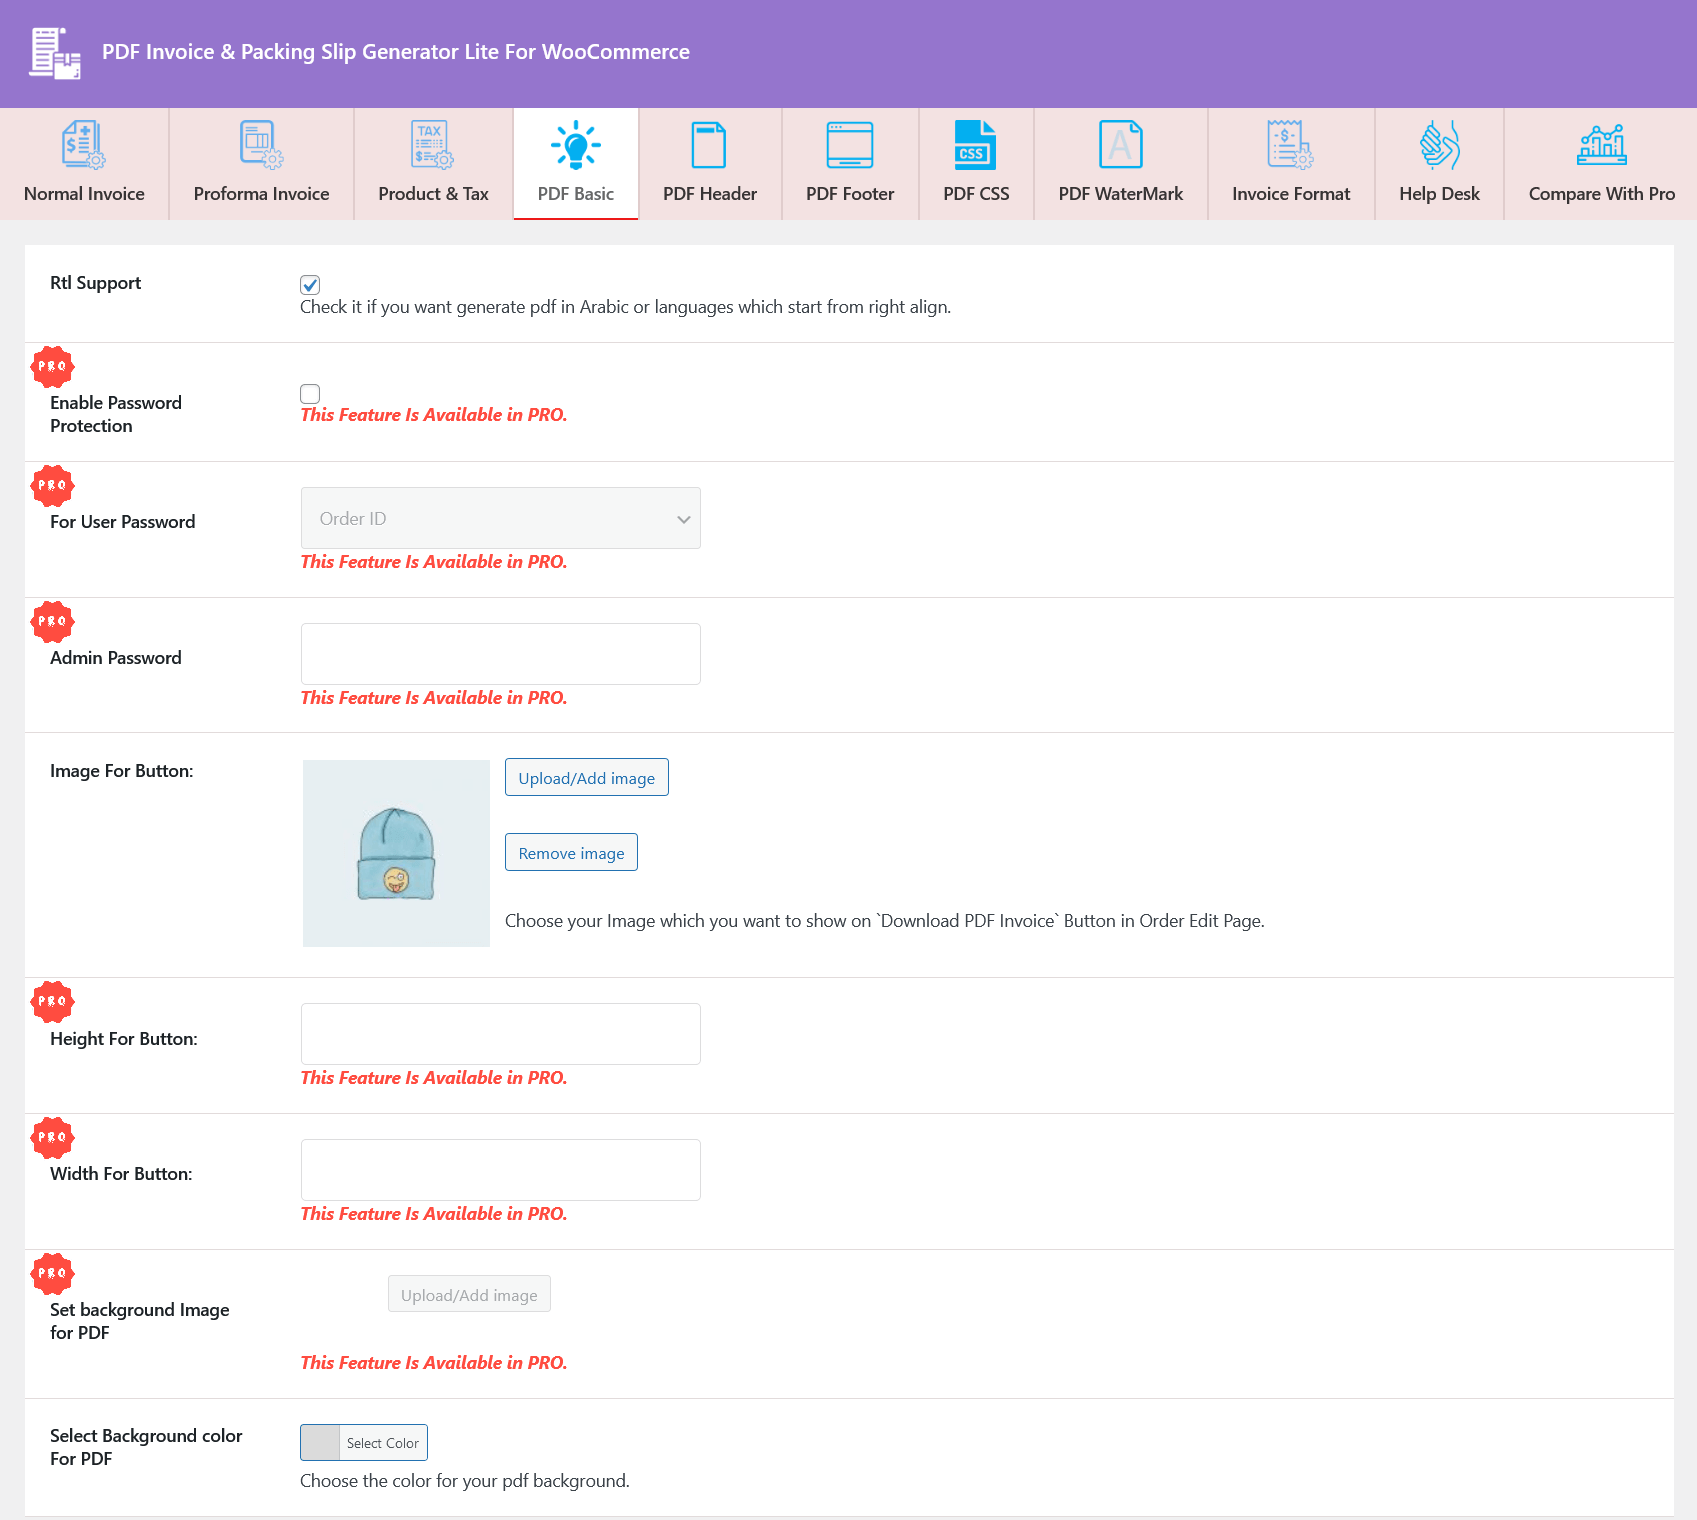 PDF Invoice & Packing Slip Generator Lite For WooCommerce
TAX
CSS
A
Normal Invoice
Proforma Invoice
Product & Tax
PDF Basic
PDF Header
PDF Footer
PDF CSS
PDF WaterMark
Invoice Format
Help Desk
Compare With Pro
Rtl Support
Check it if you want generate pdf in Arabic or languages which start from right align.
PRO
Enable Password
Protection
This Feature Is Available in PRO.
PRO
For User Password
Order ID
This Feature Is Available in PRO.
PRO
Admin Password
This Feature Is Available in PRO.
Image For Button:
Upload/Add image
Remove image
Choose your Image which you want to show on `Download PDF Invoice` Button in Order Edit Page.
PRO
Height For Button:
This Feature Is Available in PRO.
PRO
Width For Button:
This Feature Is Available in PRO.
PRO
Set background Image
for PDF
Upload/Add image
This Feature Is Available in PRO.
Select Background color
For PDF
Select Color
Choose the color for your pdf background.